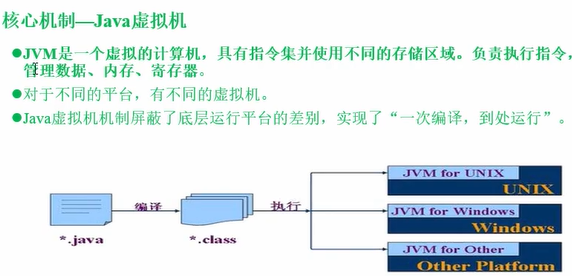 核心机制—Java虚拟机
●JVM是一个虚拟的计算机，具有指令集并使用不同的存储区域。负责执行指令，
管理数据、内存、寄存器。
●对于不同的平台，有不同的虚拟机。
●Java虚拟机机制屏蔽了底层运行平台的差别，实现了“一次编译，到处运行”。
JVM for UNIX
UNIX
编译
执行
JVM for Windows
Windows
*.java
*.class
JVM for Other
Other Platform